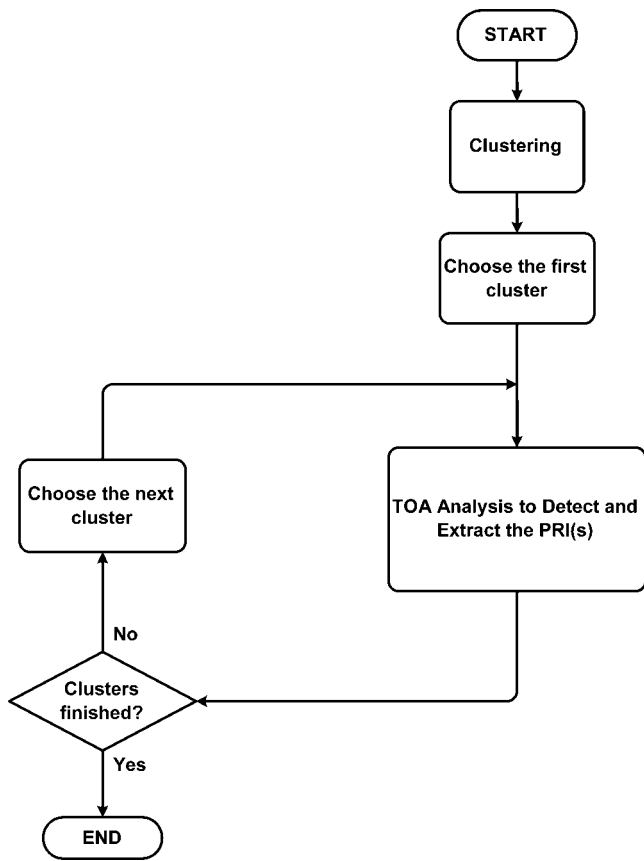 START
Clustering
Choose the first
cluster
TOA Analysis to Detect and
Extract the PRI(s)
Choose the next
cluster
No
Clusters
finished?
Yes
END